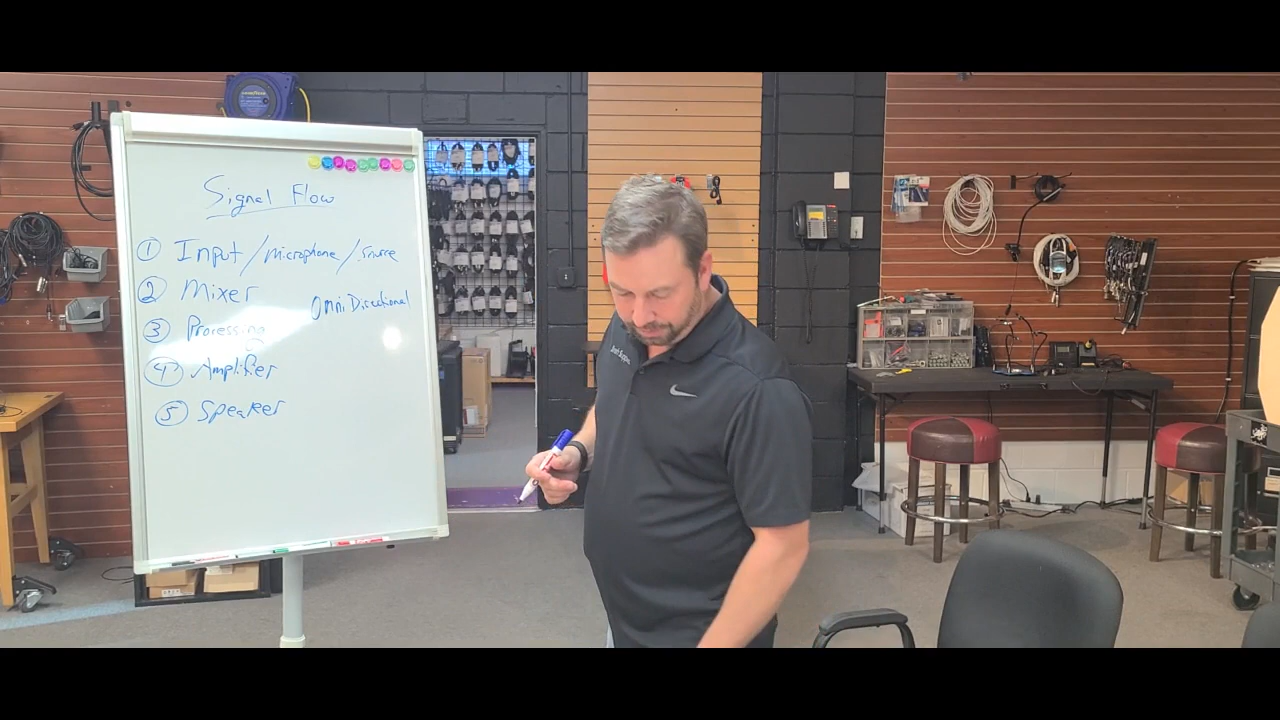 Signal Flow
① Input/microphone/source
② Mixer
Omni Directional
③ Processing
④ Amplifier
⑤ Speaker